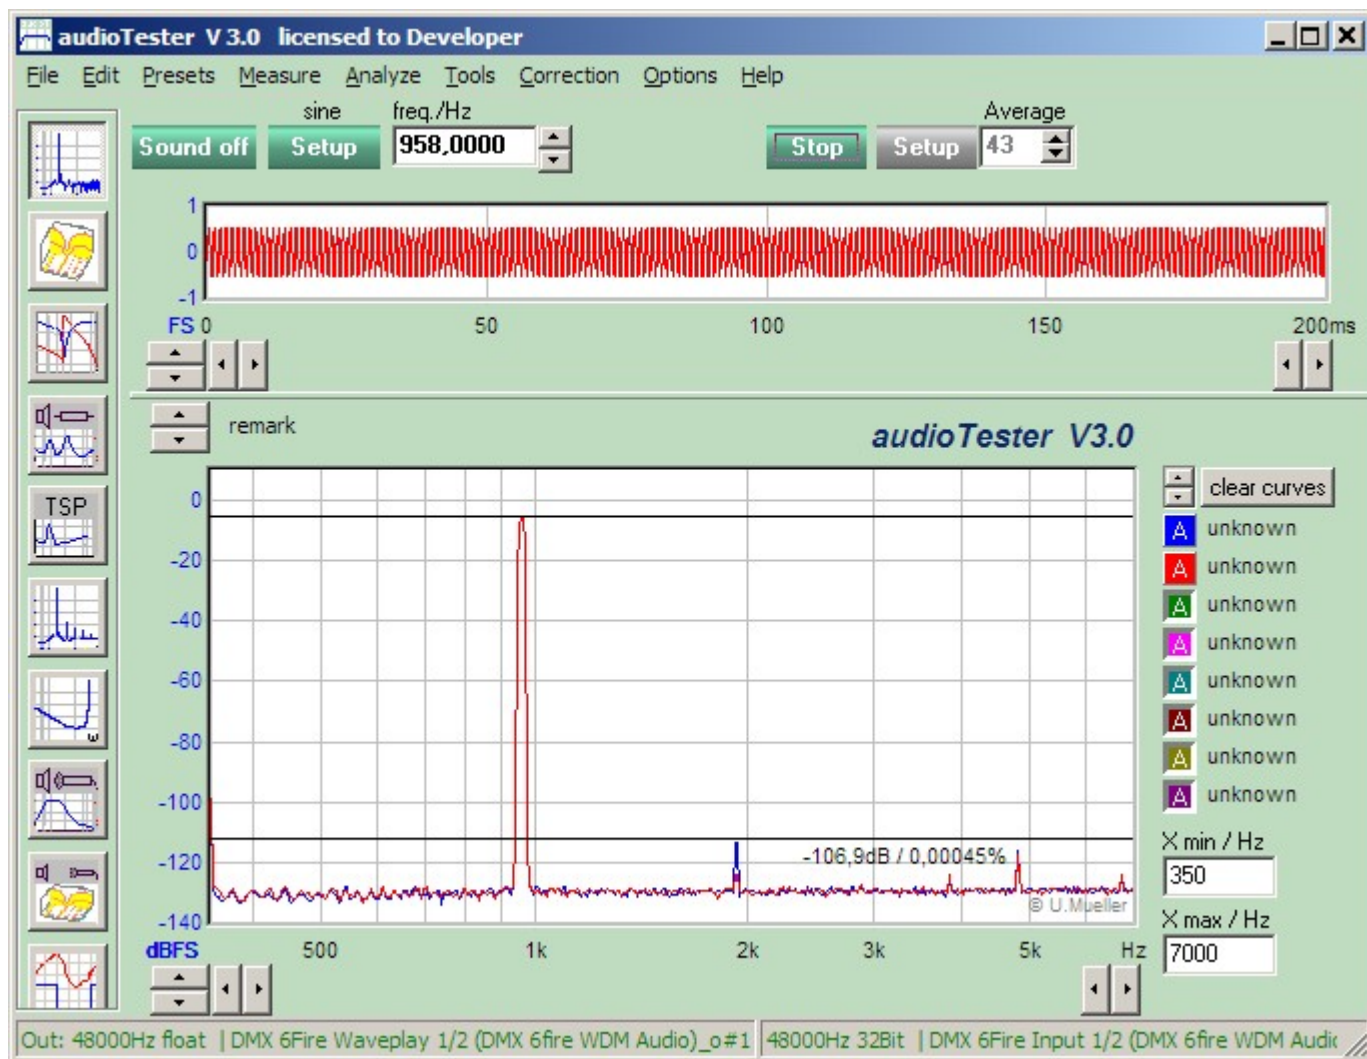 audioTester V 3.0 licensed to Developer
File Edit Presets Measure Analyze Tools Correction Options Help
sine freq./Hz Average
Sound off Setup 958,0000 Stop Setup 43
1
0
-1
FS 0 50 100 150 200ms
remark
audioTester V3.0
clear curves
0
-20
-40
-60
-80
-100
-120
-140
-106,9dB / 0,00045%
© U.Mueller
dBFS 500 1k 2k 3k 5k Hz
A unknown
A unknown
A unknown
A unknown
A unknown
A unknown
A unknown
A unknown
X min / Hz
350
X max / Hz
7000
TSP
ω
Out: 48000Hz float | DMX 6Fire Waveplay 1/2 (DMX 6fire WDM Audio)_o#1 48000Hz 32Bit | DMX 6Fire Input 1/2 (DMX 6fire WDM Audic